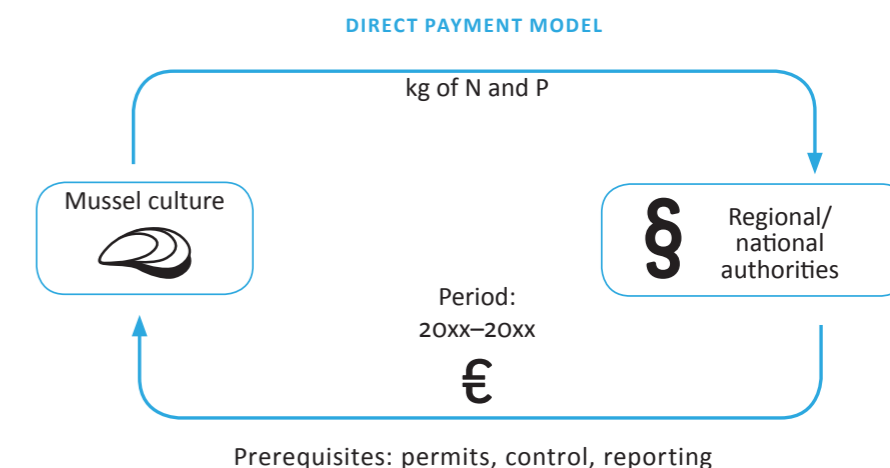 DIRECT PAYMENT MODEL
kg of N and P
Mussel culture
§
Regional/
national
authorities
Period:
20xx–20xx
€
Prerequisites: permits, control, reporting